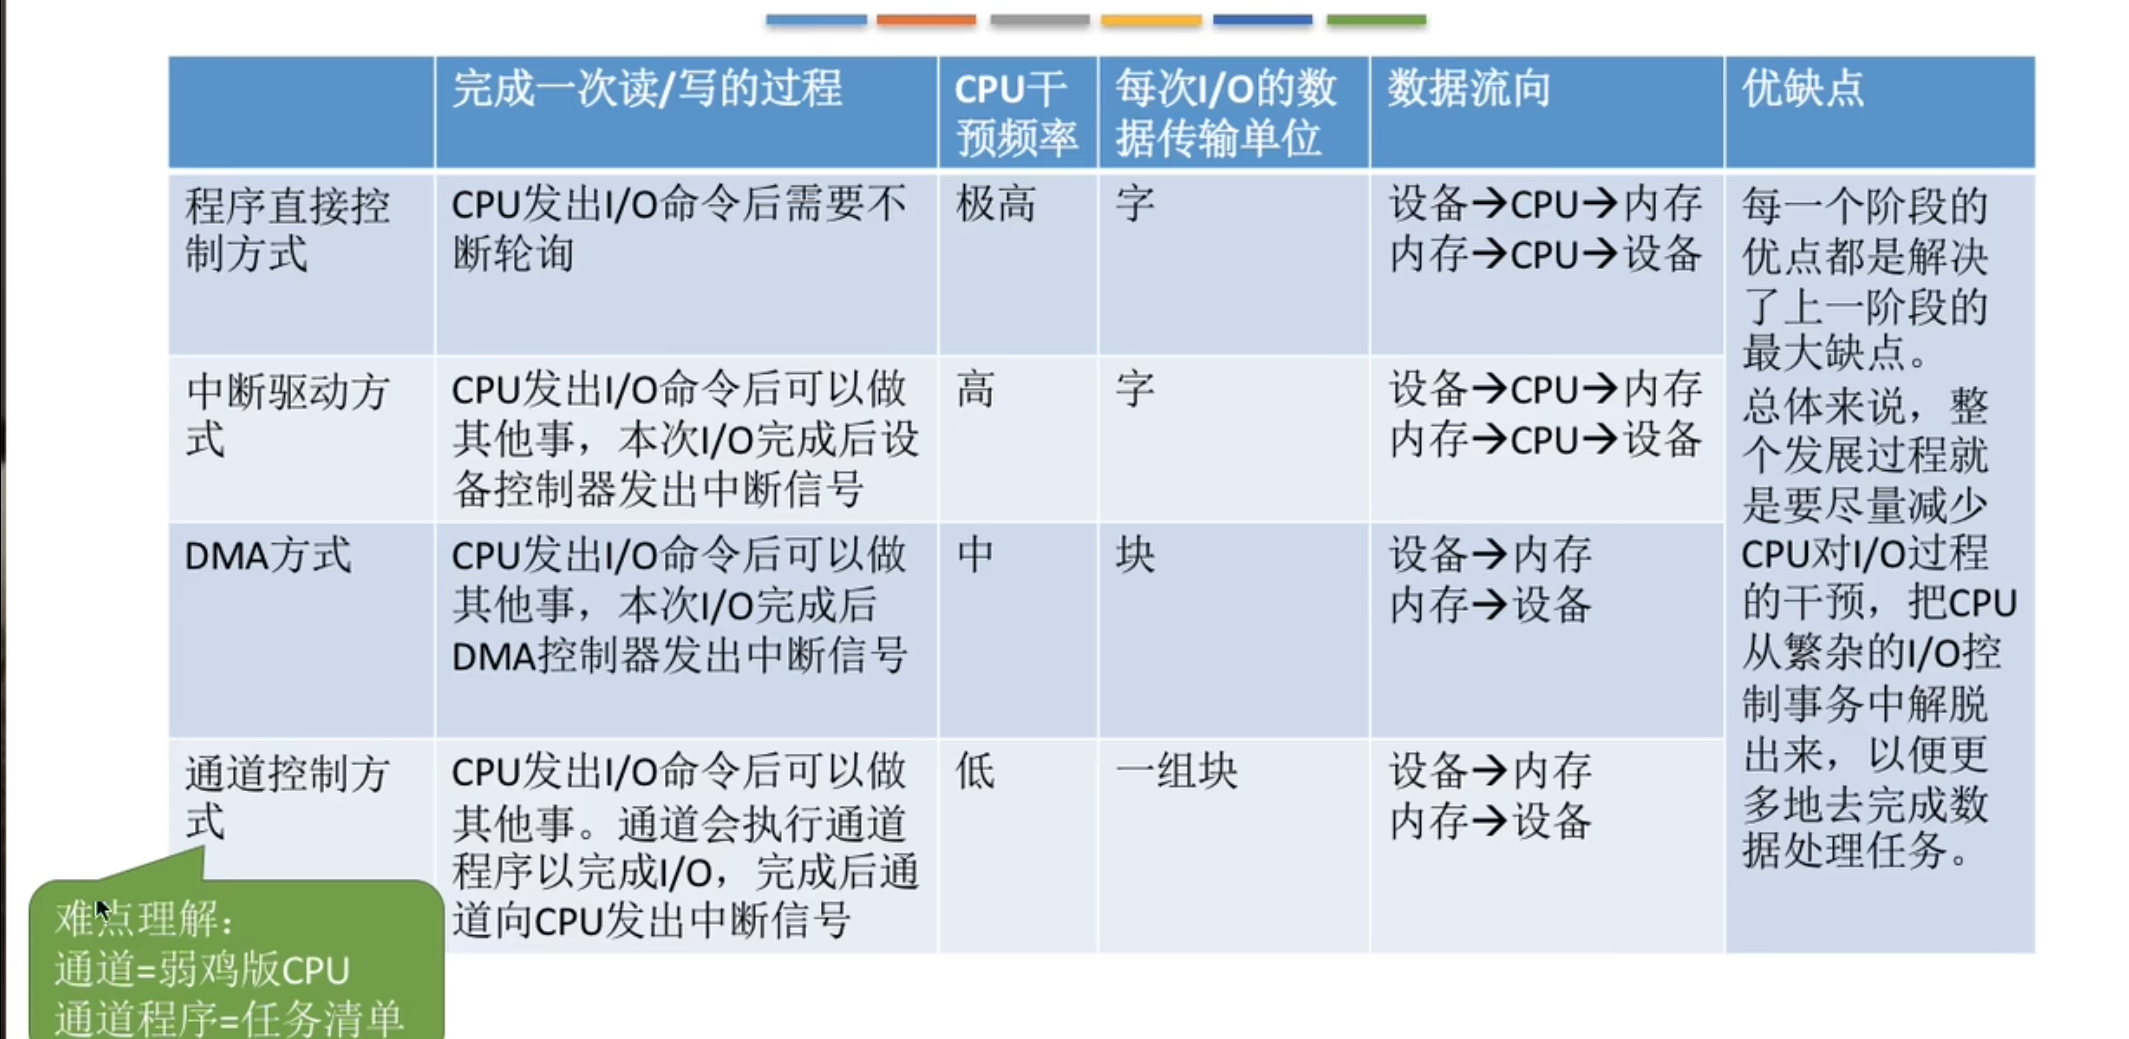 完成一次读/写的过程
CPU干
预频率
每次I/O的数
据传输单位
数据流向
优缺点
程序直接控
制方式
CPU发出I/O命令后需要不
断轮询
极高
字
设备→CPU→内存
内存→CPU→设备
每一个阶段的
优点都是解决
了上一阶段的
最大缺点。
总体来说，整
个发展过程就
是要尽量减少
CPU对I/O过程
的干预，把CPU
从繁杂的I/O控
制事务中解脱
出来，以便更
多地去完成数
据处理任务。
中断驱动方
式
CPU发出I/O命令后可以做
其他事，本次I/O完成后设
备控制器发出中断信号
高
字
设备→CPU→内存
内存→CPU→设备
DMA方式
CPU发出I/O命令后可以做
其他事，本次I/O完成后
DMA控制器发出中断信号
中
块
设备→内存
内存→设备
通道控制方
式
CPU发出I/O命令后可以做
其他事。通道会执行通道
程序以完成I/O，完成后通
道向CPU发出中断信号
低
一组块
设备→内存
内存→设备
难点理解：
通道=弱鸡版CPU
通道程序=任务清单